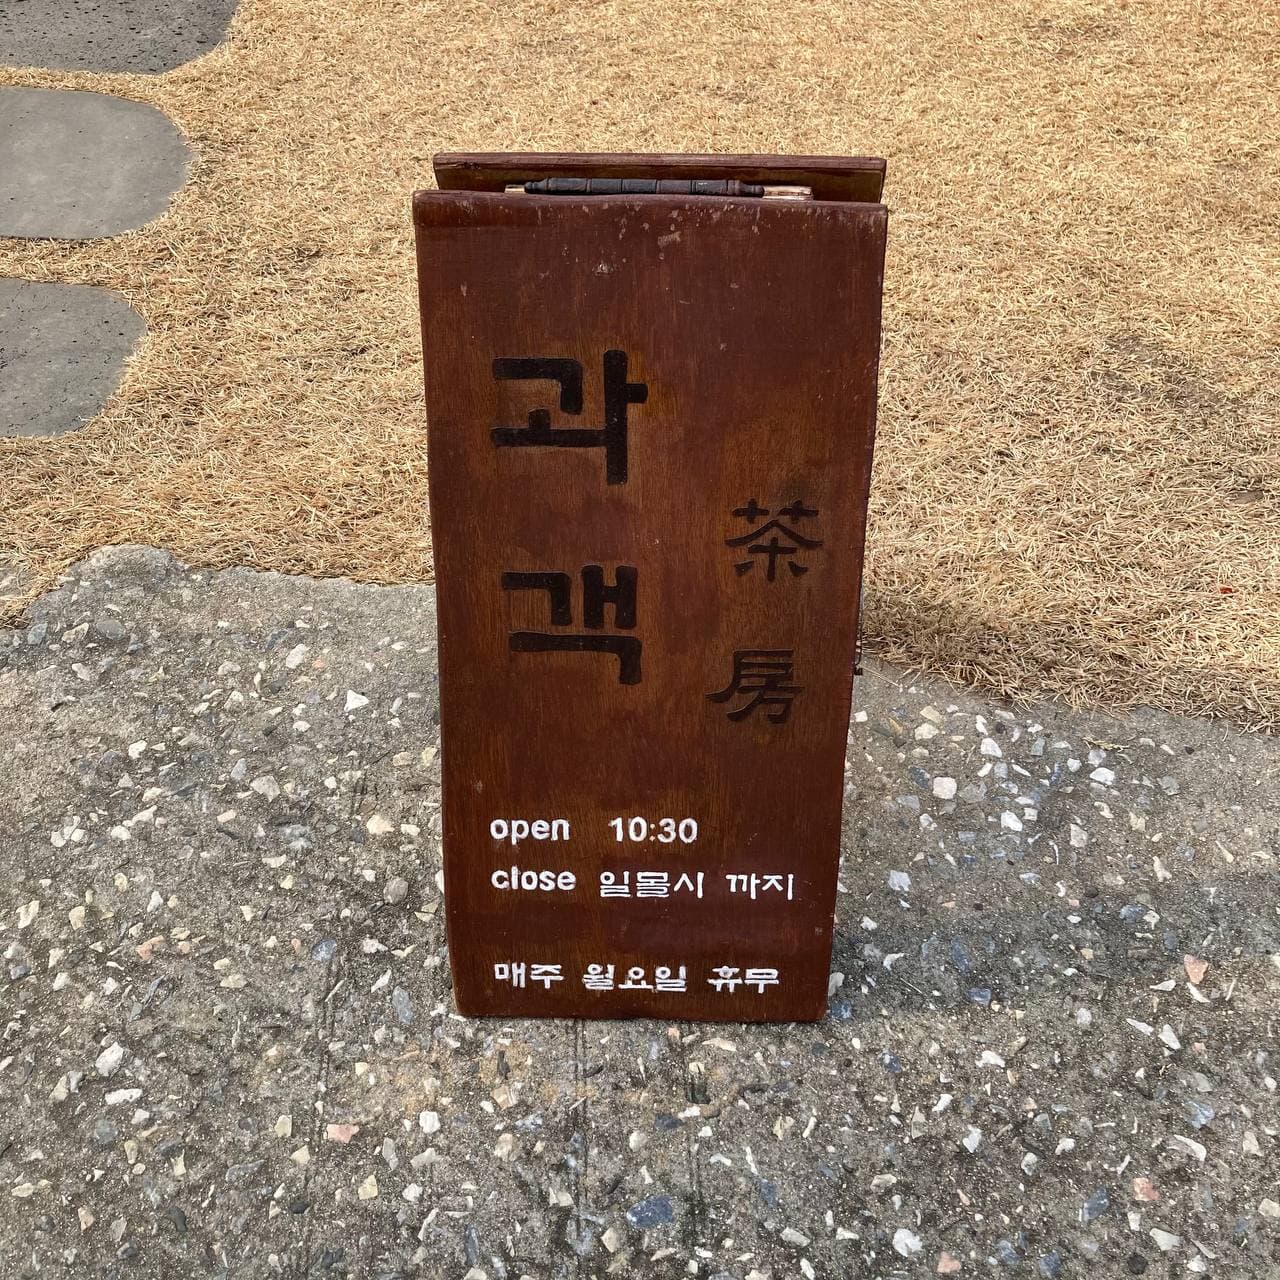 과객
茶房
open 10:30
close 일몰시 까지
매주 월요일 휴무